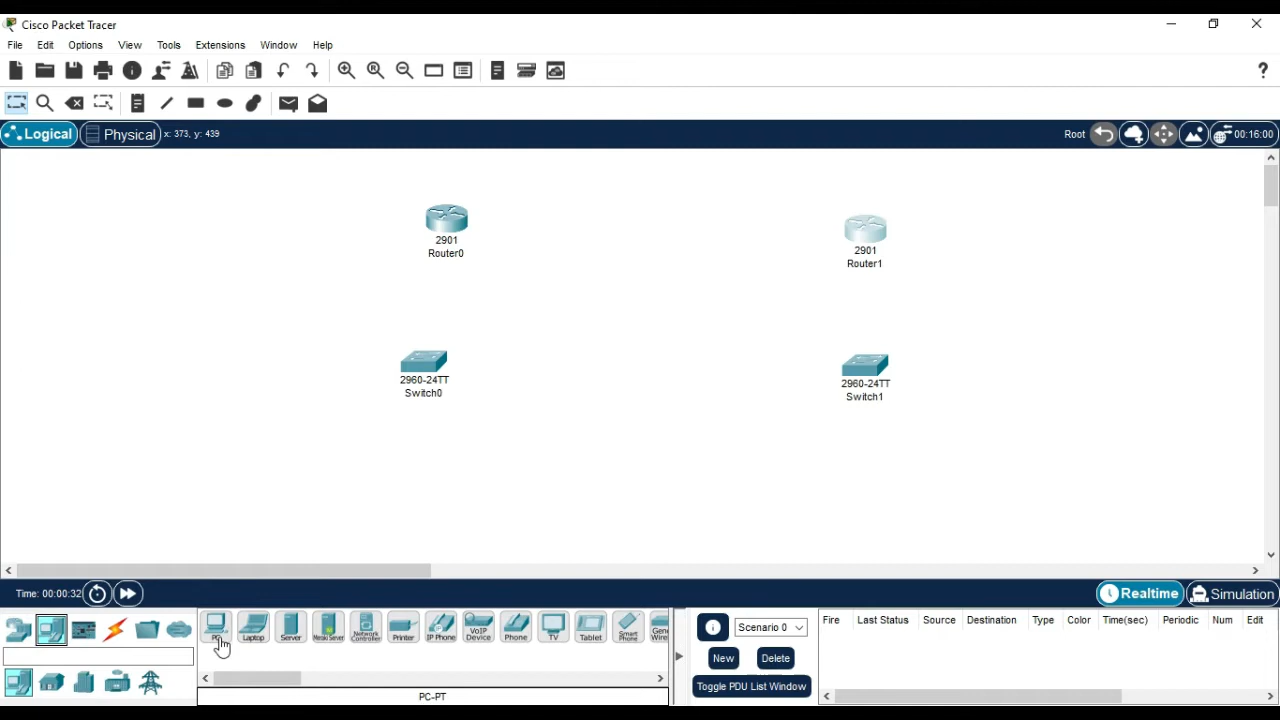 Cisco Packet Tracer
File Edit Options View Tools Extensions Window Help
Logical Physical x: 373, y: 439 Root 00:16:00
2901
Router0
2901
Router1
2960-24TT
Switch0
2960-24TT
Switch1
Time: 00:00:32 Realtime Simulation
PC Laptop Server Meraki Server Network Controller Printer IP Phone VoIP Device Phone TV Tablet Smart Phone
PC-PT
Scenario 0
New Delete
Toggle PDU List Window
Fire Last Status Source Destination Type Color Time(sec) Periodic Num Edit